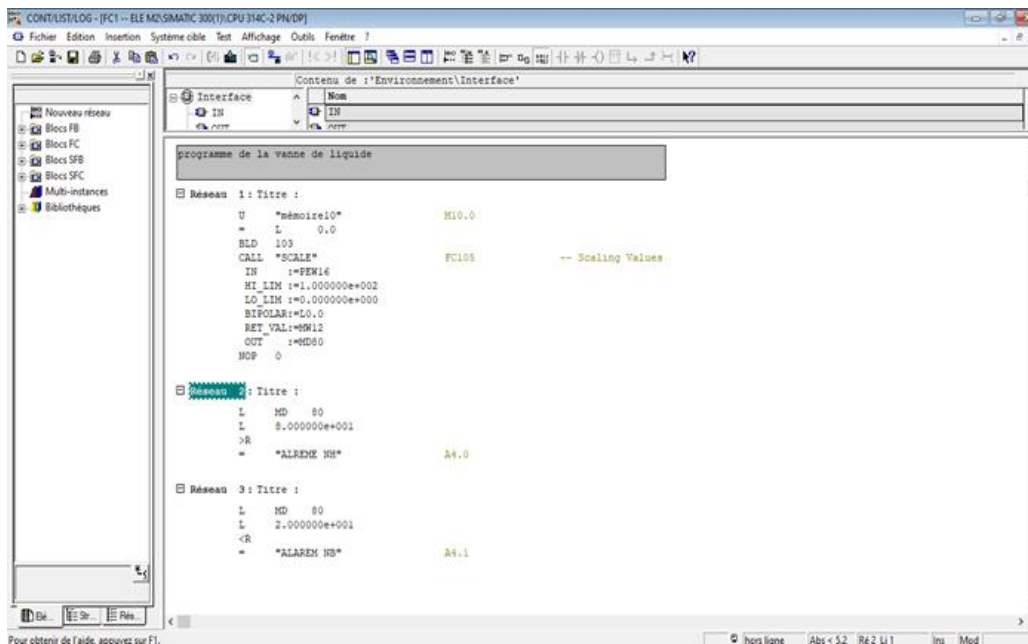 CONT/LIST/LOG - [FC1 -- ELE M2\SIMATIC 300(1)\CPU 314C-2 PN/DP]
Fichier Edition Insertion Système cible Test Affichage Outils Fenêtre ?
Contenu de :'Environnement\Interface'
Interface
IN
OUT
Nom
IN
OUT
Nouveau réseau
Blocs FB
Blocs FC
Blocs SFB
Blocs SFC
Multi-instances
Bibliothèques
programme de la vanne de liquide
Réseau 1: Titre :
U "mémoire10" M10.0
= L 0.0
BLD 103
CALL "SCALE" FC105 -- Scaling Values
IN :=PEW16
HI_LIM :=1.000000e+002
LO_LIM :=0.000000e+000
BIPOLAR:=L0.0
RET_VAL:=MW12
OUT :=MD80
NOP 0
Réseau 2: Titre :
L MD 80
L 8.000000e+001
>R
= "ALREME NH" A4.0
Réseau 3: Titre :
L MD 80
L 2.000000e+001
<R
= "ALAREM NB" A4.1
Elé... Str... Rés...
Pour obtenir de l'aide, appuyez sur F1.
hors ligne Abs < 5.2 Ré 2 Li 1 Ins Mod